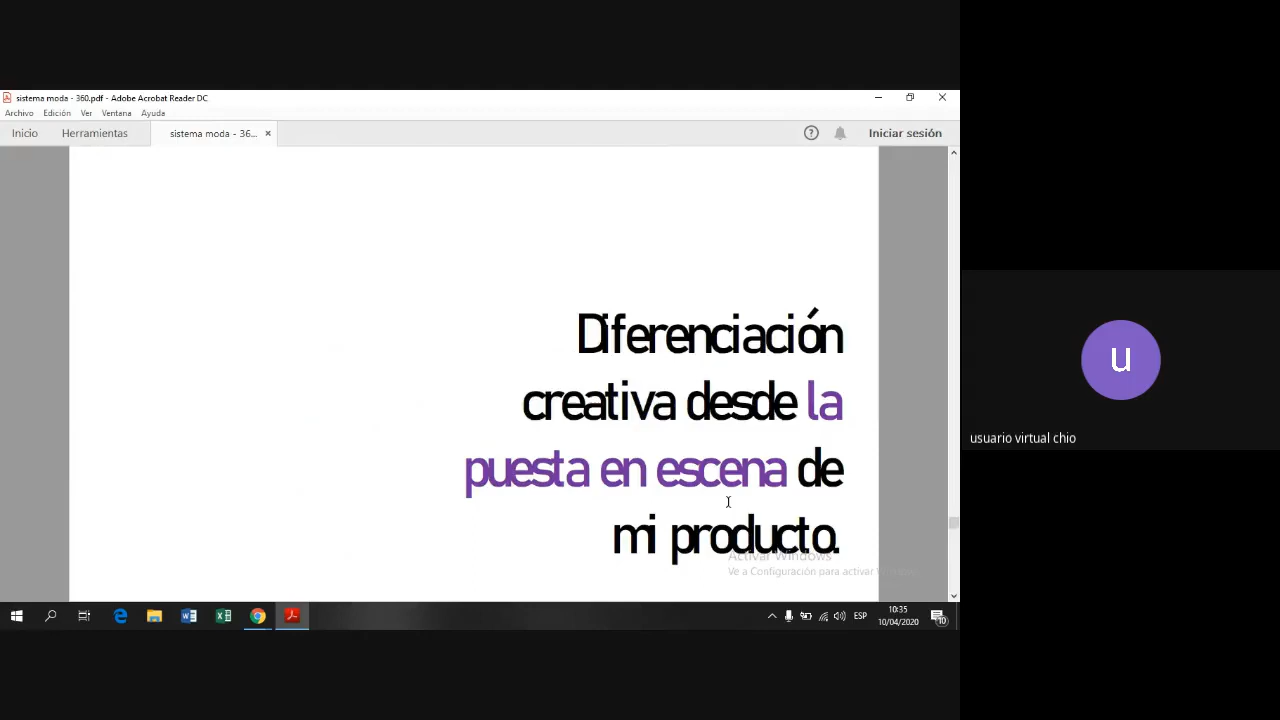 sistema moda - 360.pdf - Adobe Acrobat Reader DC
Archivo Edición Ver Ventana Ayuda
Inicio Herramientas sistema moda - 36... × Iniciar sesión
Diferenciación
creativa desde la
puesta en escena de
mi producto.
Activar Windows
Ve a Configuración para activar
u
usuario virtual chio
ESP
10:35
10/04/2020
10